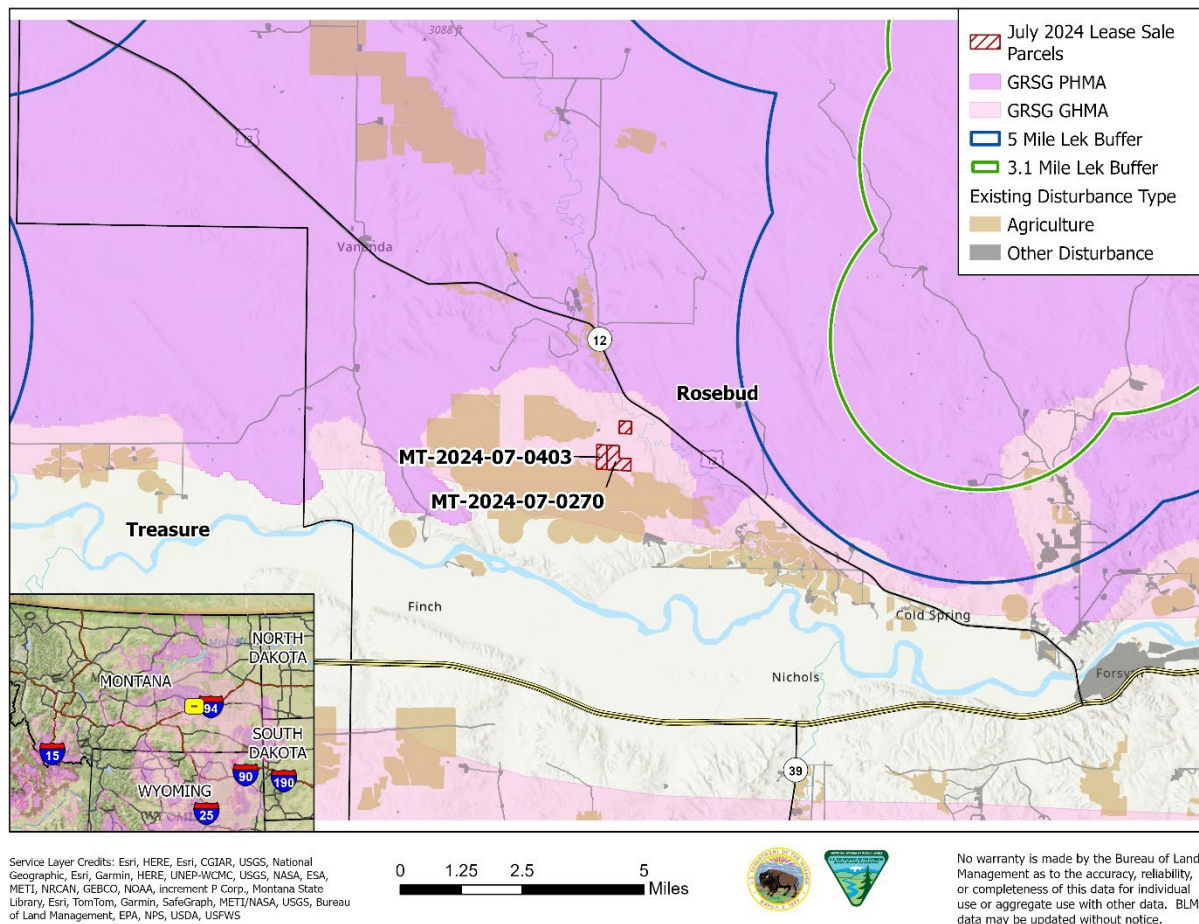 July 2024 Lease Sale
Parcels
GRSG PHMA
GRSG GHMA
5 Mile Lek Buffer
3.1 Mile Lek Buffer
Existing Disturbance Type
Agriculture
Other Disturbance
3088 ft
12
Vananda
12
Rosebud
12
MT-2024-07-0403
MT-2024-07-0270
Treasure
Finch
Cold Spring
Nichols
39
NORTH
DAKOTA
MONTANA
94
SOUTH
DAKOTA
15
90
190
WYOMING
25
Service Layer Credits: Esri, HERE, Esri, CGIAR, USGS, National
Geographic, Esri, Garmin, HERE, UNEP-WCMC, USGS, NASA, ESA,
METI, NRCAN, GEBCO, NOAA, increment P Corp., Montana State
Library, Esri, TomTom, Garmin, SafeGraph, METI/NASA, USGS, Bureau
of Land Management, EPA, NPS, USDA, USFWS
0 1.25 2.5 5
Miles
No warranty is made by the Bureau of Land
Management as to the accuracy, reliability,
or completeness of this data for individual
use or aggregate use with other data. BLM
data may be updated without notice.